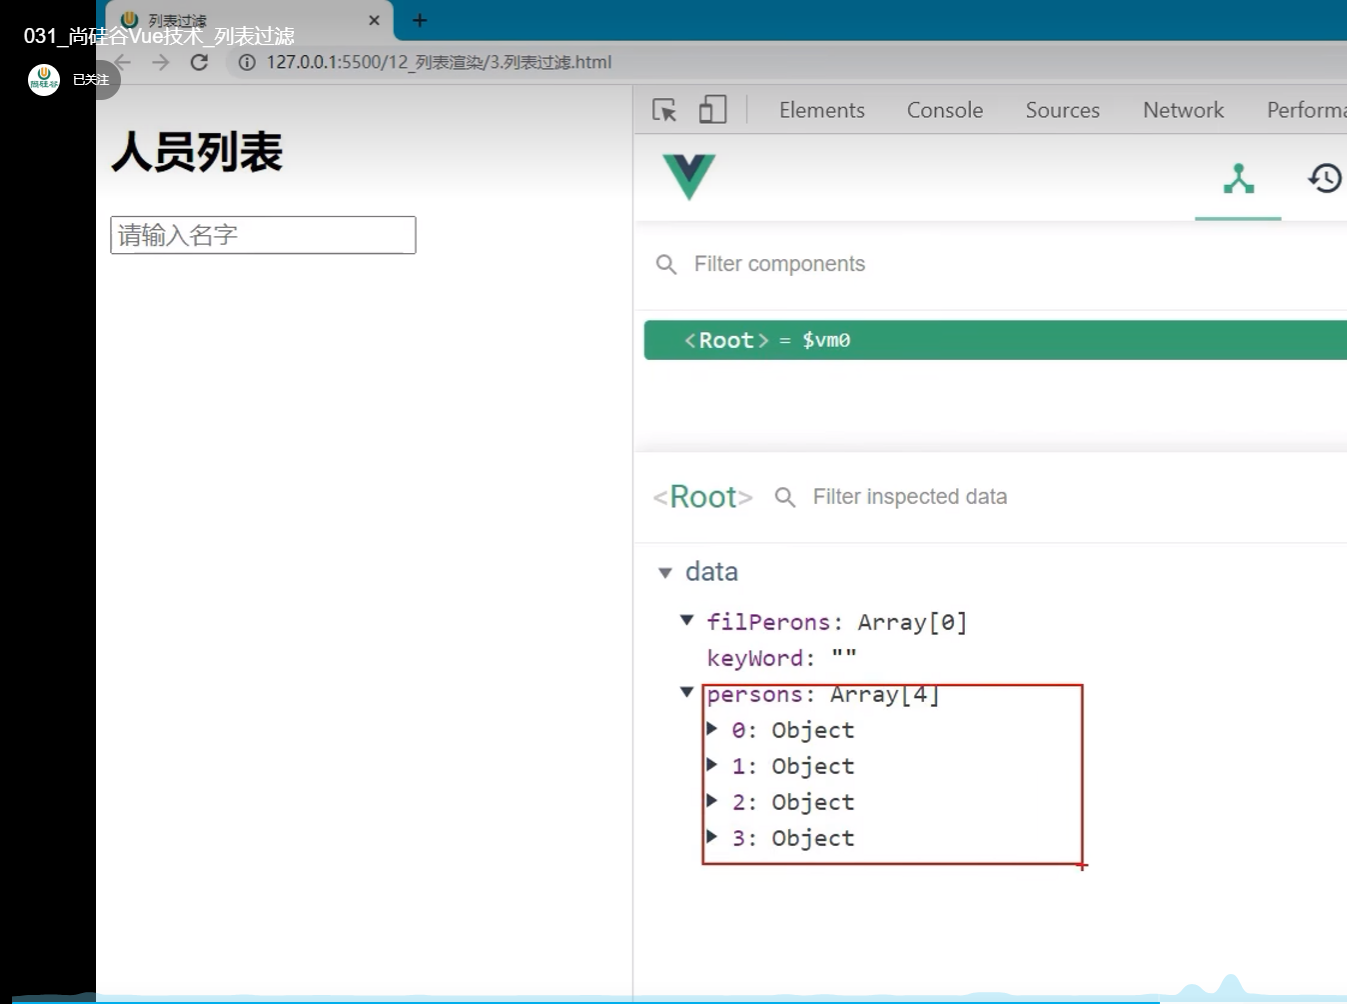 列表过滤
031_尚硅谷Vue技术_列表过滤
127.0.0.1:5500/12_列表渲染/3.列表过滤.html
尚硅谷
已关注
人员列表
请输入名字
Elements Console Sources Network Performa
Filter components
<Root> = $vm0
<Root> Filter inspected data
data
filPerons: Array[0]
keyWord: ""
persons: Array[4]
0: Object
1: Object
2: Object
3: Object